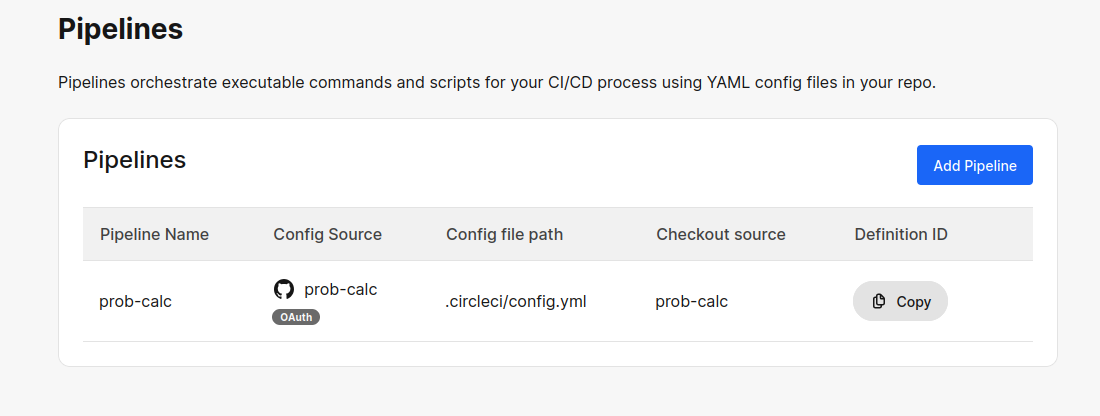 Pipelines
Pipelines orchestrate executable commands and scripts for your CI/CD process using YAML config files in your repo.
Pipelines
Add Pipeline
Pipeline Name Config Source Config file path Checkout source Definition ID
prob-calc prob-calc .circleci/config.yml prob-calc Copy
OAuth